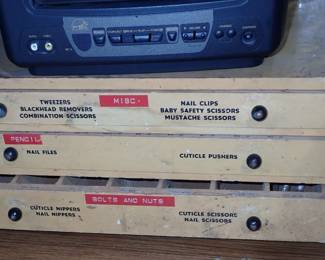 MISC.
TWEEZERS
BLACKHEAD REMOVERS
COMBINATION SCISSORS
NAIL CLIPS
BABY SAFETY SCISSORS
MUSTACHE SCISSORS
PENCIL
NAIL FILES
CUTICLE PUSHERS
BOLTS AND NUTS
CUTICLE NIPPERS
NAIL NIPPERS
CUTICLE SCISSORS
NAIL SCISSORS